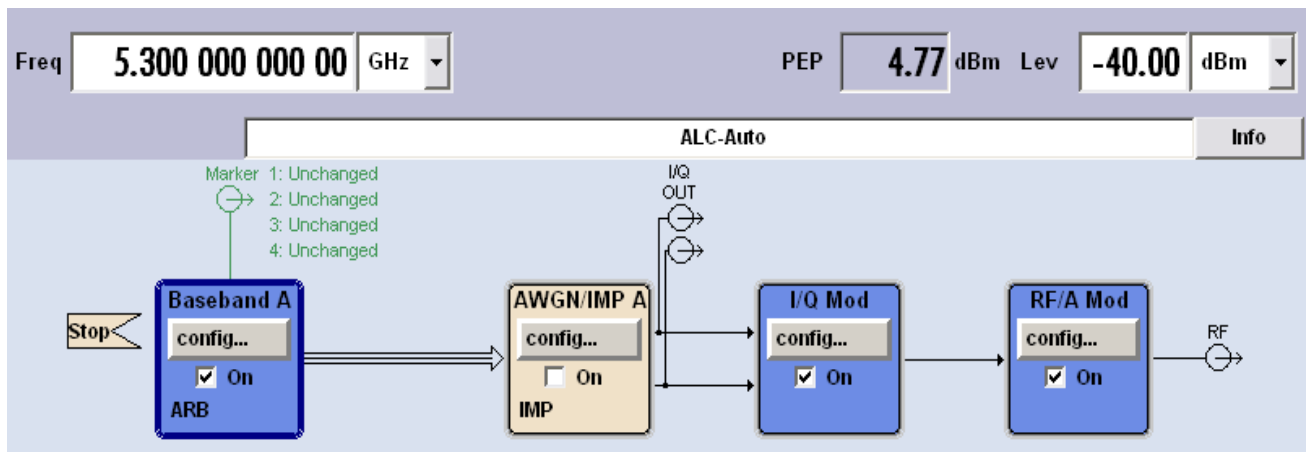 Freq 5.300 000 000 00 GHz PEP 4.77 dBm Lev -40.00 dBm
ALC-Auto Info
Marker 1: Unchanged
2: Unchanged
3: Unchanged
4: Unchanged
I/Q
OUT
Baseband A AWGN/IMP A I/Q Mod RF/A Mod
Stop config... config... config... config... RF
On On On On
ARB IMP